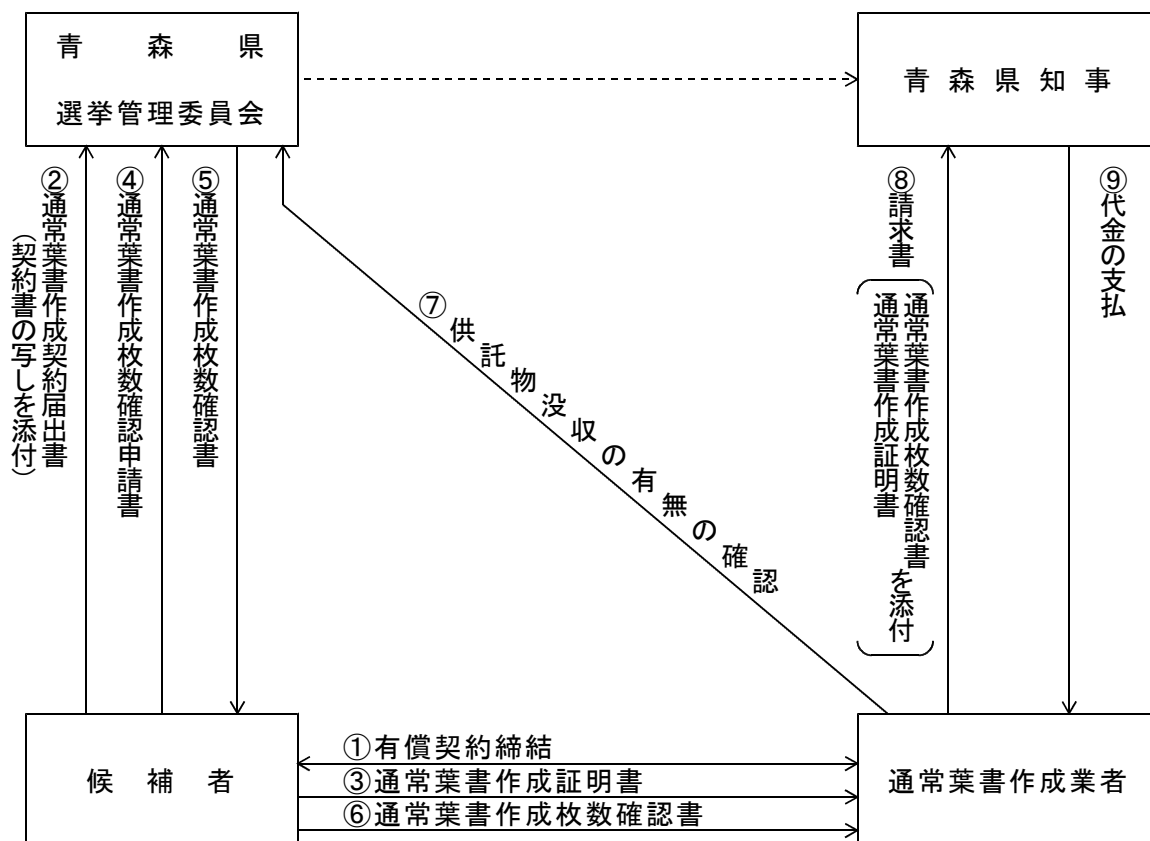 青森県
選挙管理委員会
青森県知事
②通常葉書作成契約届出書
（契約書の写しを添付）
④通常葉書作成枚数確認申請書
⑤通常葉書作成枚数確認書
⑦供託物没収の有無の確認
⑧請求書
通常葉書作成枚数確認書
通常葉書作成証明書
を添付
⑨代金の支払
候補者
①有償契約締結
③通常葉書作成証明書
⑥通常葉書作成枚数確認書
通常葉書作成業者